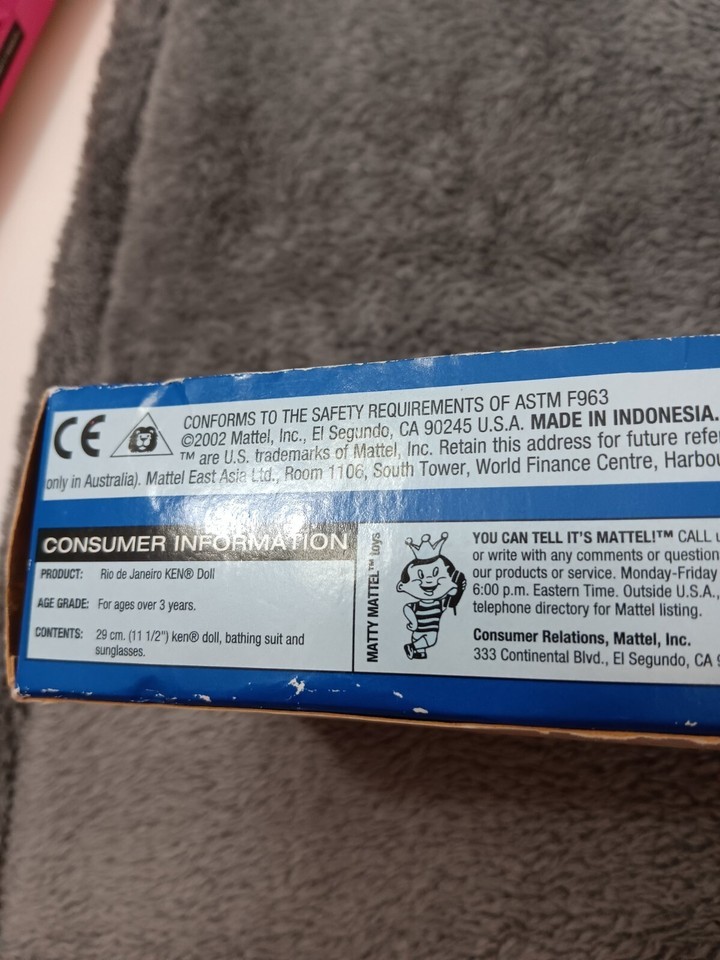 CE
CONFORMS TO THE SAFETY REQUIREMENTS OF ASTM F963
©2002 Mattel, Inc., El Segundo, CA 90245 U.S.A. MADE IN INDONESIA.
™ are U.S. trademarks of Mattel, Inc. Retain this address for future refer
only in Australia). Mattel East Asia Ltd., Room 1106, South Tower, World Finance Centre, Harbou
CONSUMER INFORMATION
PRODUCT: Rio de Janeiro KEN® Doll
AGE GRADE: For ages over 3 years.
CONTENTS: 29 cm. (11 1/2") ken® doll, bathing suit and
sunglasses.
MATTY MATTEL™ toys
YOU CAN TELL IT'S MATTEL!™ CALL u
or write with any comments or question
our products or service. Monday-Friday
6:00 p.m. Eastern Time. Outside U.S.A.,
telephone directory for Mattel listing.
Consumer Relations, Mattel, Inc.
333 Continental Blvd., El Segundo, CA 9